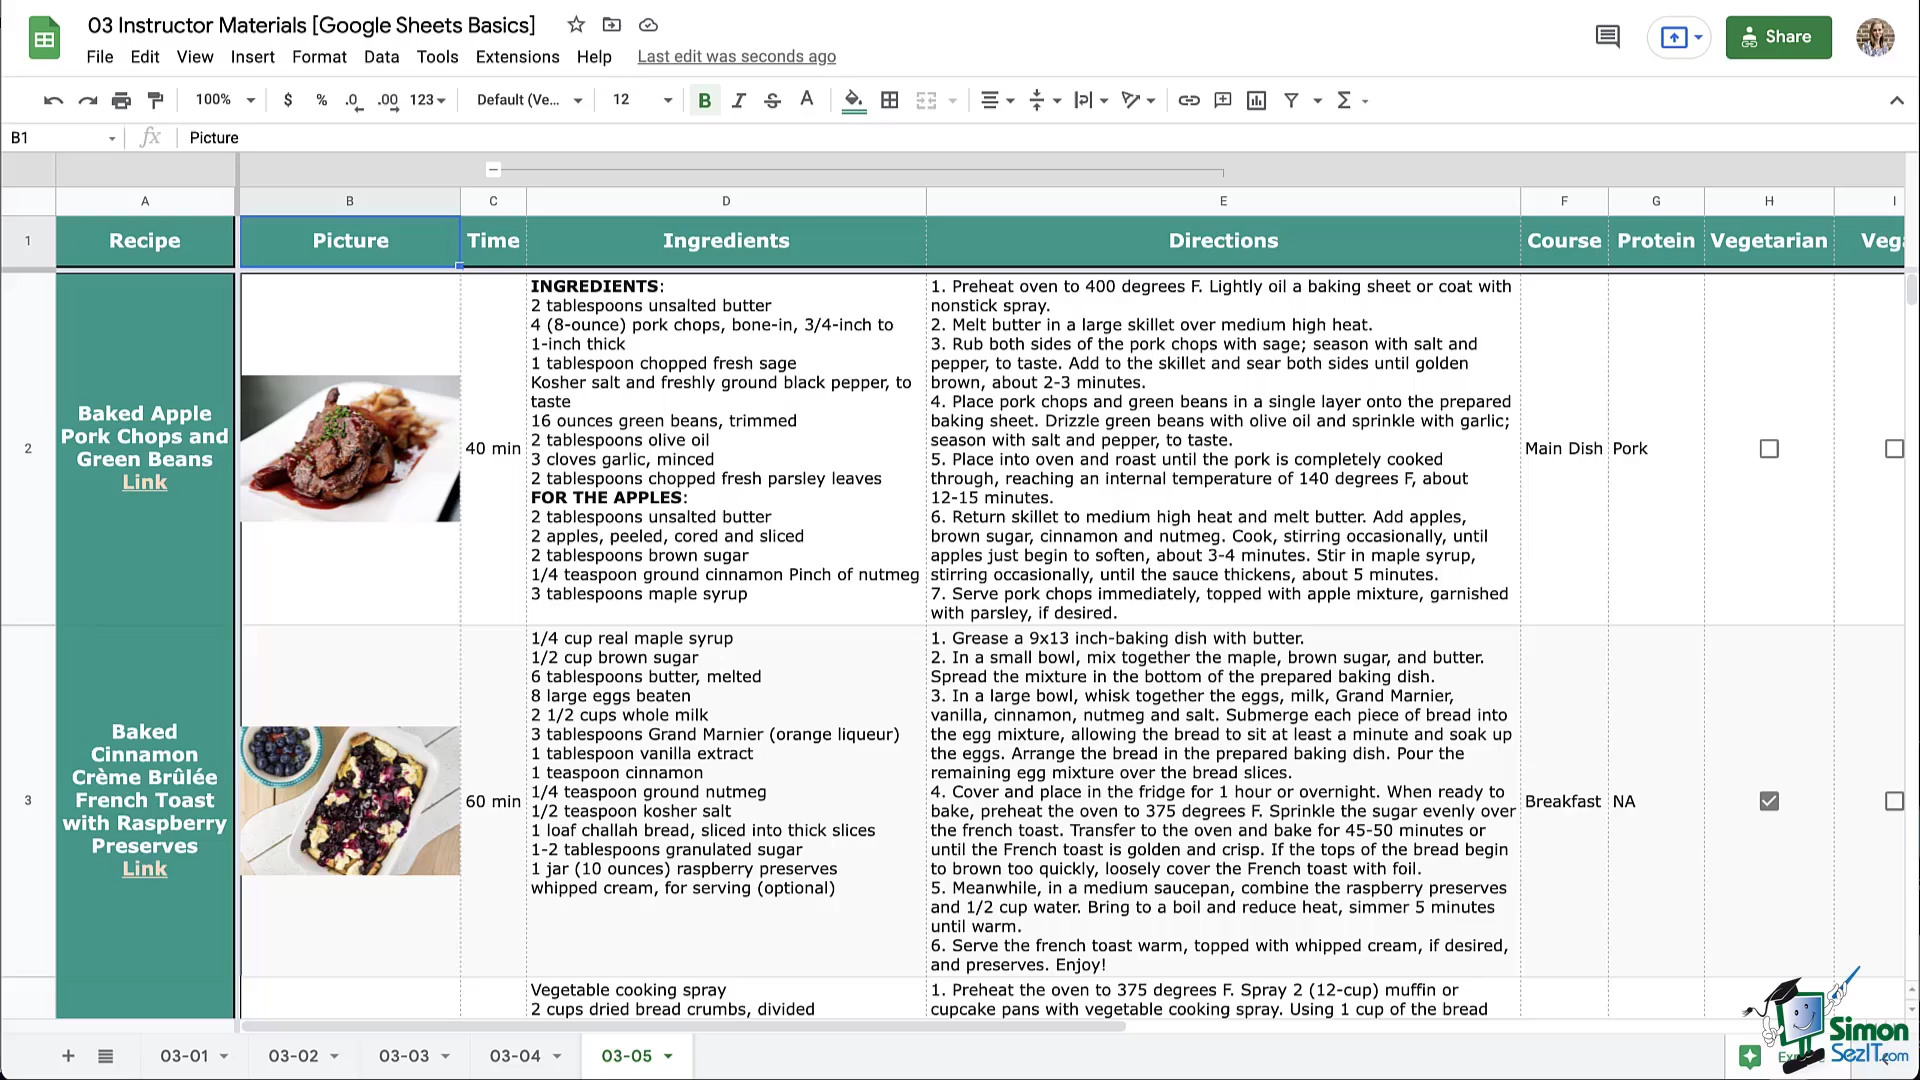 03 Instructor Materials [Google Sheets Basics]
File Edit View Insert Format Data Tools Extensions Help Last edit was seconds ago
Share
100% $ % .0 .00 123 Default (Ve... 12 B I S A Σ
B1 fx Picture
A B C D E F G H I
1 Recipe Picture Time Ingredients Directions Course Protein Vegetarian Veg
2
Baked Apple
Pork Chops and
Green Beans
Link
40 min
INGREDIENTS:
2 tablespoons unsalted butter
4 (8-ounce) pork chops, bone-in, 3/4-inch to
1-inch thick
1 tablespoon chopped fresh sage
Kosher salt and freshly ground black pepper, to
taste
16 ounces green beans, trimmed
2 tablespoons olive oil
3 cloves garlic, minced
2 tablespoons chopped fresh parsley leaves
FOR THE APPLES:
2 tablespoons unsalted butter
2 apples, peeled, cored and sliced
2 tablespoons brown sugar
1/4 teaspoon ground cinnamon Pinch of nutmeg
3 tablespoons maple syrup
1. Preheat oven to 400 degrees F. Lightly oil a baking sheet or coat with
nonstick spray.
2. Melt butter in a large skillet over medium high heat.
3. Rub both sides of the pork chops with sage; season with salt and
pepper, to taste. Add to the skillet and sear both sides until golden
brown, about 2-3 minutes.
4. Place pork chops and green beans in a single layer onto the prepared
baking sheet. Drizzle green beans with olive oil and sprinkle with garlic;
season with salt and pepper, to taste.
5. Place into oven and roast until the pork is completely cooked
through, reaching an internal temperature of 140 degrees F, about
12-15 minutes.
6. Return skillet to medium high heat and melt butter. Add apples,
brown sugar, cinnamon and nutmeg. Cook, stirring occasionally, until
apples just begin to soften, about 3-4 minutes. Stir in maple syrup,
stirring occasionally, until the sauce thickens, about 5 minutes.
7. Serve pork chops immediately, topped with apple mixture, garnished
with parsley, if desired.
Main Dish Pork
3
Baked
Cinnamon
Crème Brûlée
French Toast
with Raspberry
Preserves
Link
60 min
1/4 cup real maple syrup
1/2 cup brown sugar
6 tablespoons butter, melted
8 large eggs beaten
2 1/2 cups whole milk
3 tablespoons Grand Marnier (orange liqueur)
1 tablespoon vanilla extract
1 teaspoon cinnamon
1/4 teaspoon ground nutmeg
1/2 teaspoon kosher salt
1 loaf challah bread, sliced into thick slices
1-2 tablespoons granulated sugar
1 jar (10 ounces) raspberry preserves
whipped cream, for serving (optional)
1. Grease a 9x13 inch-baking dish with butter.
2. In a small bowl, mix together the maple, brown sugar, and butter.
Spread the mixture in the bottom of the prepared baking dish.
3. In a large bowl, whisk together the eggs, milk, Grand Marnier,
vanilla, cinnamon, nutmeg and salt. Submerge each piece of bread into
the egg mixture, allowing the bread to sit at least a minute and soak up
the eggs. Arrange the bread in the prepared baking dish. Pour the
remaining egg mixture over the bread slices.
4. Cover and place in the fridge for 1 hour or overnight. When ready to
bake, preheat the oven to 375 degrees F. Sprinkle the sugar evenly over
the french toast. Transfer to the oven and bake for 45-50 minutes or
until the French toast is golden and crisp. If the tops of the bread begin
to brown too quickly, loosely cover the French toast with foil.
5. Meanwhile, in a medium saucepan, combine the raspberry preserves
and 1/2 cup water. Bring to a boil and reduce heat, simmer 5 minutes
until warm.
6. Serve the french toast warm, topped with whipped cream, if desired,
and preserves. Enjoy!
Breakfast NA
Vegetable cooking spray
2 cups dried bread crumbs, divided
1. Preheat the oven to 375 degrees F. Spray 2 (12-cup) muffin or
cupcake pans with vegetable cooking spray. Using 1 cup of the bread
03-01 03-02 03-03 03-04 03-05
Simon
SezIT.com